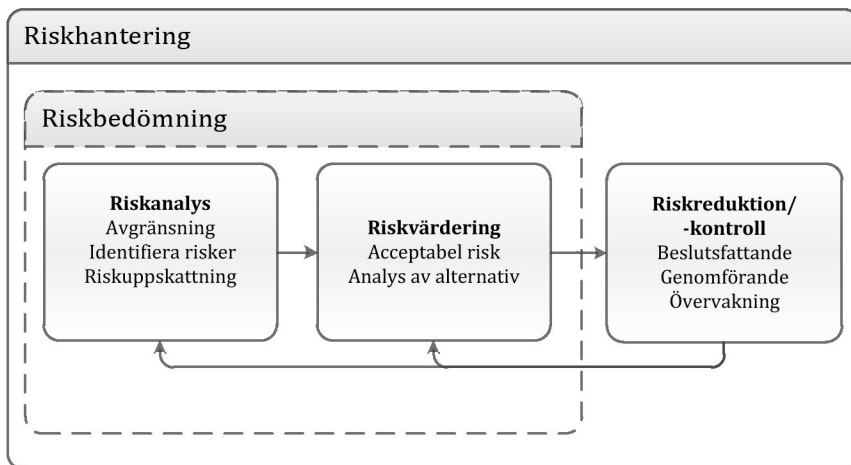 Riskhantering
Riskbedömning
Riskanalys
Avgränsning
Identifiera risker
Riskuppskattning
Riskvärdering
Acceptabel risk
Analys av alternativ
Riskreduktion/
-kontroll
Beslutsfattande
Genomförande
Övervakning